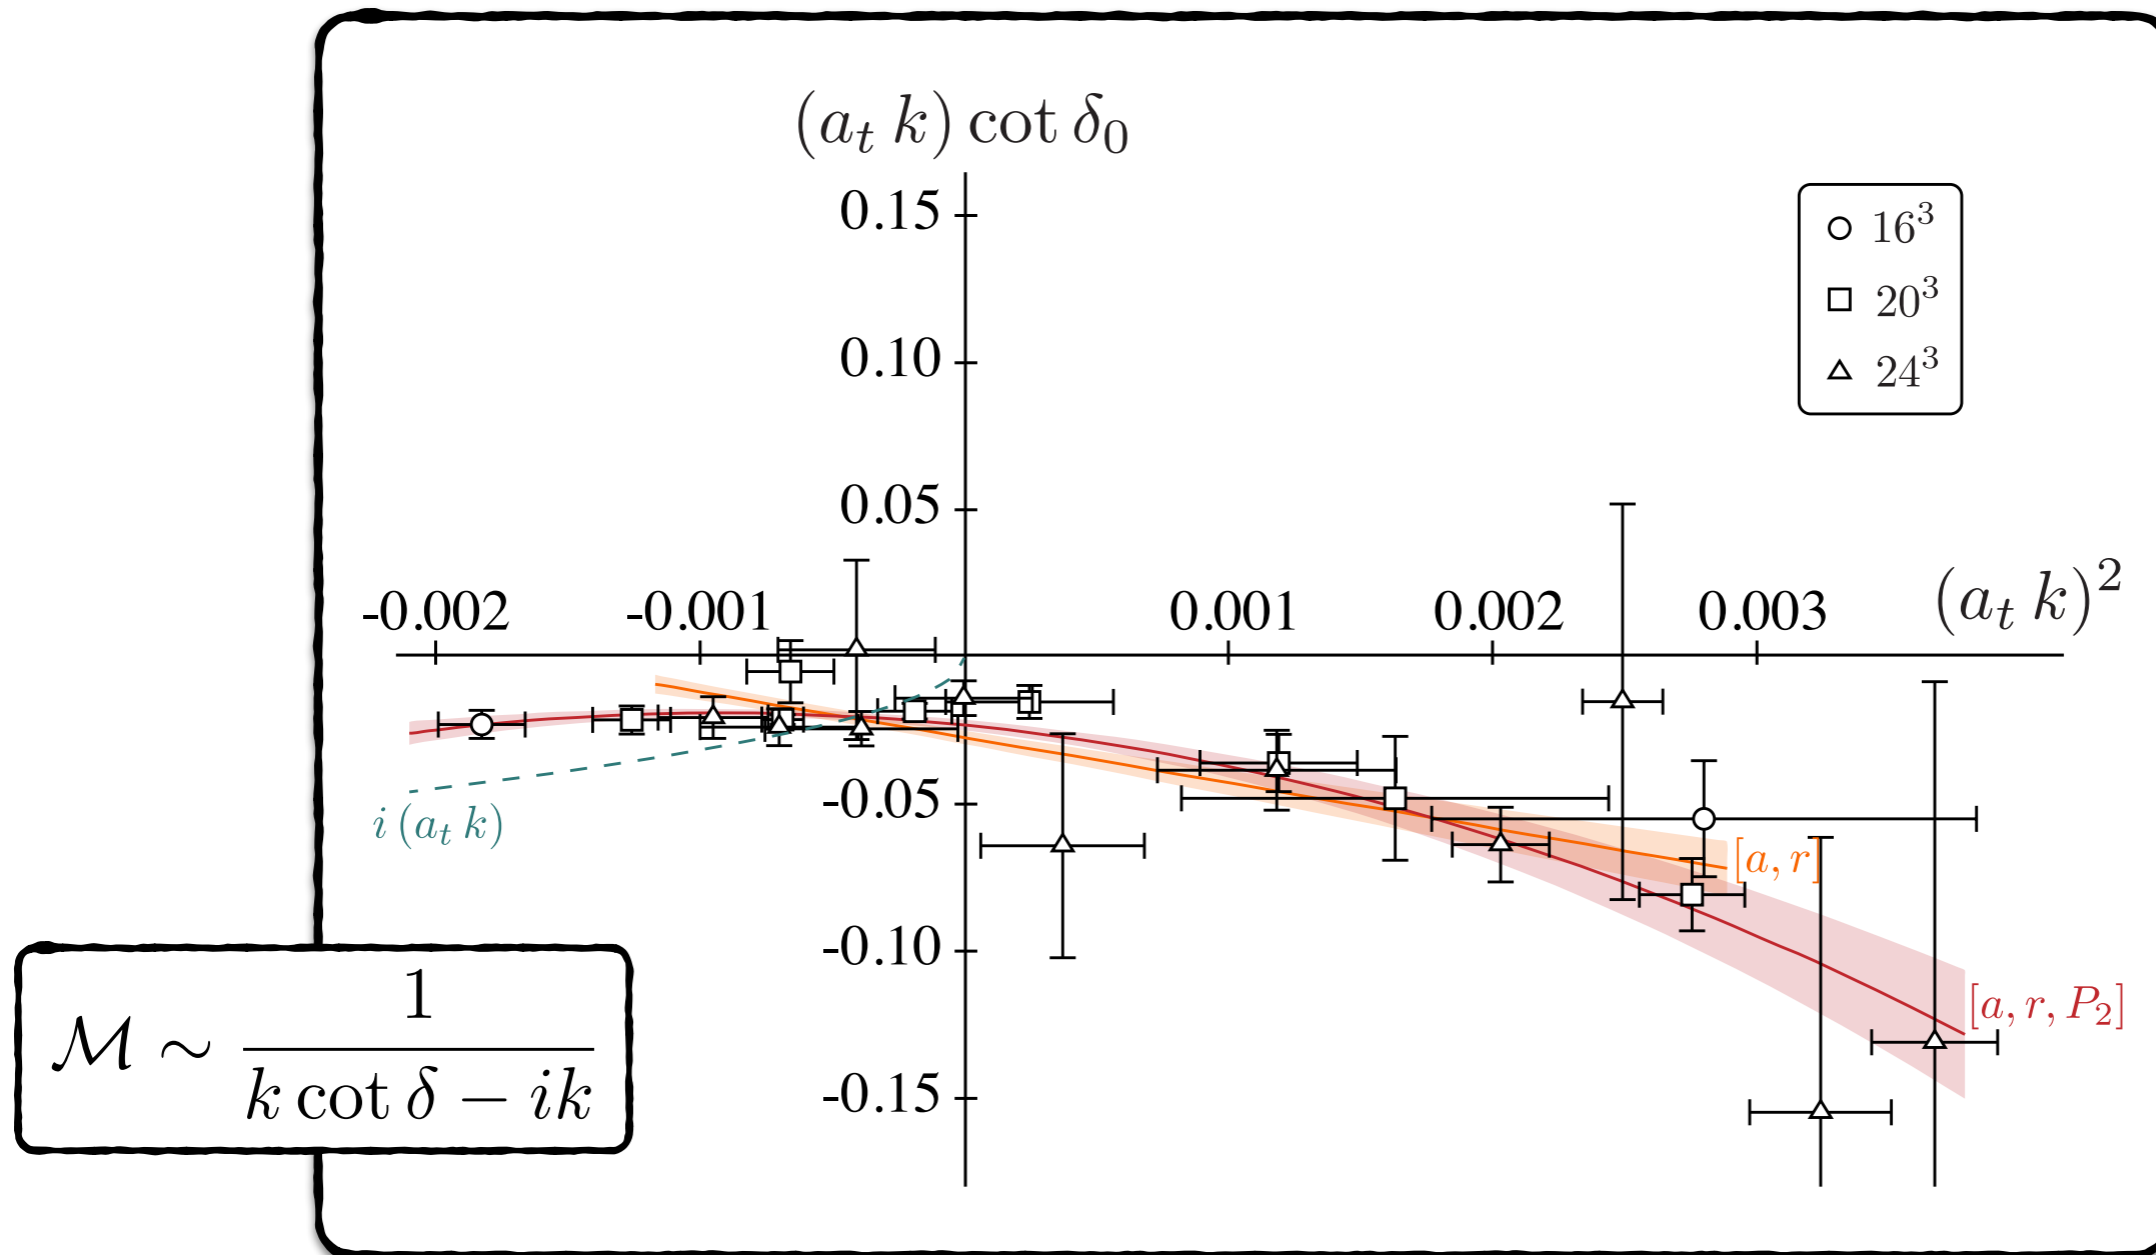 (a_t k) cot δ_0
0.15
0.10
0.05
-0.002
-0.001
0.001
0.002
0.003
(a_t k)^2
-0.05
-0.10
-0.15
16^3
20^3
24^3
i (a_t k)
[a, r]
[a, r, P_2]
ℳ ∼ 1 / (k cot δ − ik)